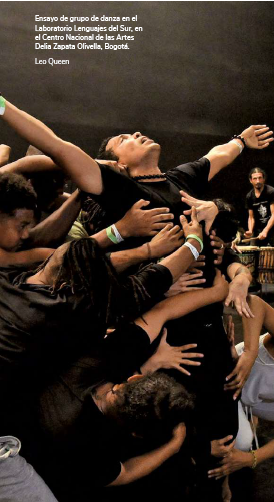 Ensayo de grupo de danza en el
Laboratorio Lenguajes del Sur, en
el Centro Nacional de las Artes
Delia Zapata Olivella, Bogotá.
Leo Queen